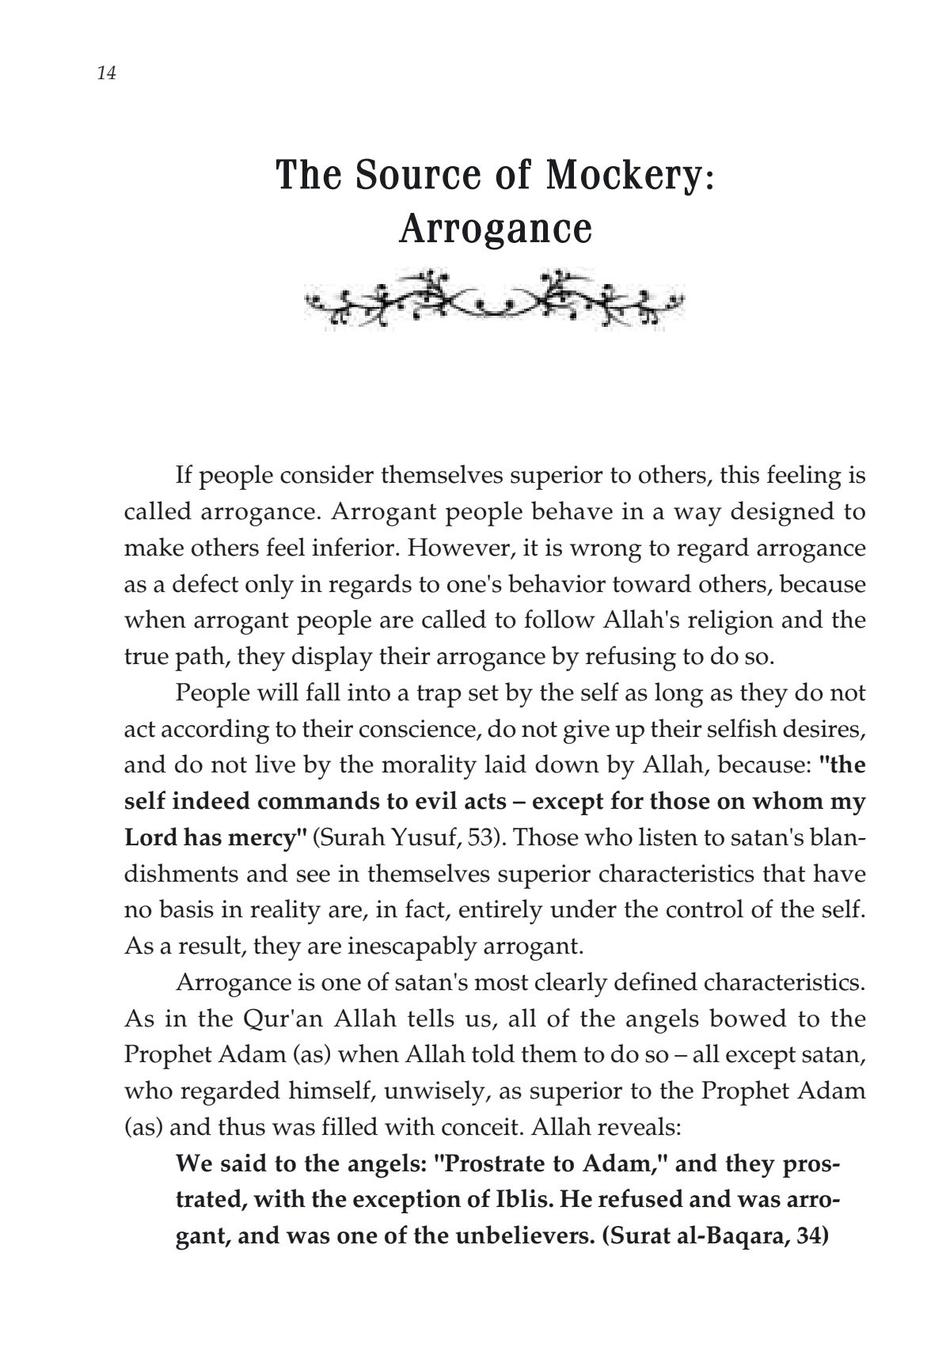 14
The Source of Mockery:
Arrogance
If people consider themselves superior to others, this feeling is
called arrogance. Arrogant people behave in a way designed to
make others feel inferior. However, it is wrong to regard arrogance
as a defect only in regards to one's behavior toward others, because
when arrogant people are called to follow Allah's religion and the
true path, they display their arrogance by refusing to do so.
People will fall into a trap set by the self as long as they do not
act according to their conscience, do not give up their selfish desires,
and do not live by the morality laid down by Allah, because: "the
self indeed commands to evil acts – except for those on whom my
Lord has mercy" (Surah Yusuf, 53). Those who listen to satan's blan-
dishments and see in themselves superior characteristics that have
no basis in reality are, in fact, entirely under the control of the self.
As a result, they are inescapably arrogant.
Arrogance is one of satan's most clearly defined characteristics.
As in the Qur'an Allah tells us, all of the angels bowed to the
Prophet Adam (as) when Allah told them to do so – all except satan,
who regarded himself, unwisely, as superior to the Prophet Adam
(as) and thus was filled with conceit. Allah reveals:
We said to the angels: "Prostrate to Adam," and they pros-
trated, with the exception of Iblis. He refused and was arro-
gant, and was one of the unbelievers. (Surat al-Baqara, 34)